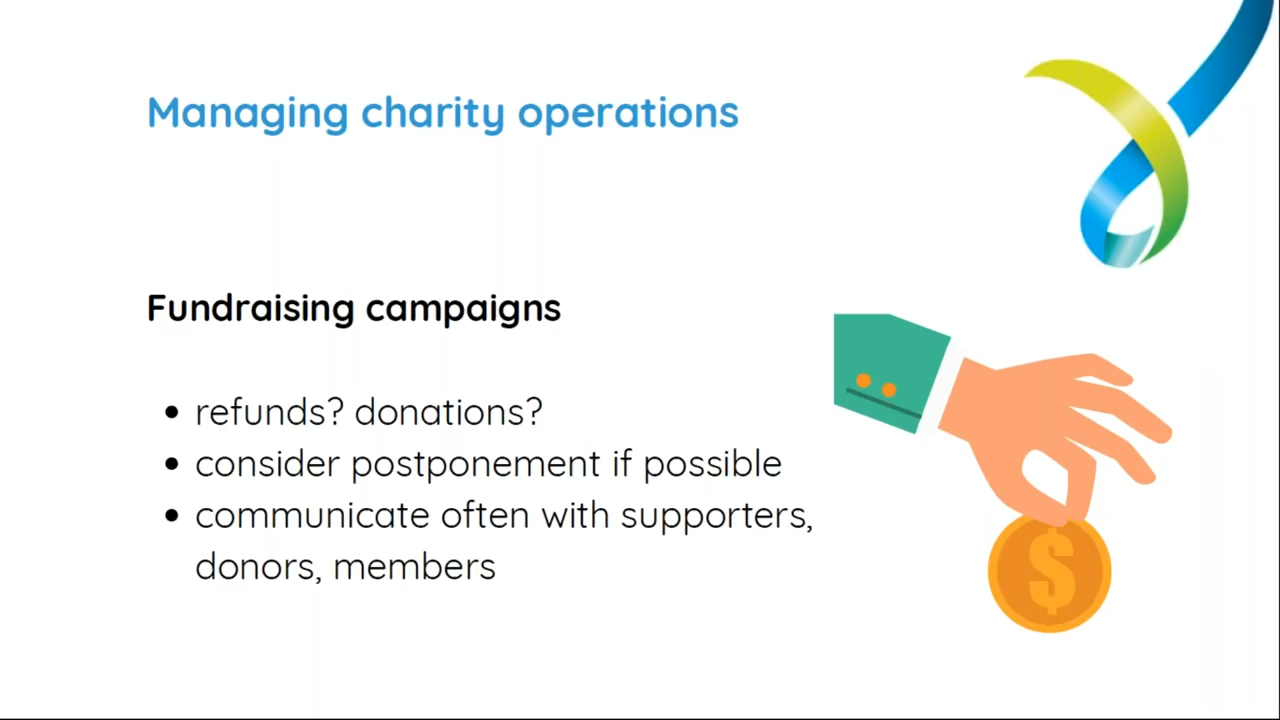 Managing charity operations
Fundraising campaigns
• refunds? donations?
• consider postponement if possible
• communicate often with supporters,
donors, members
$